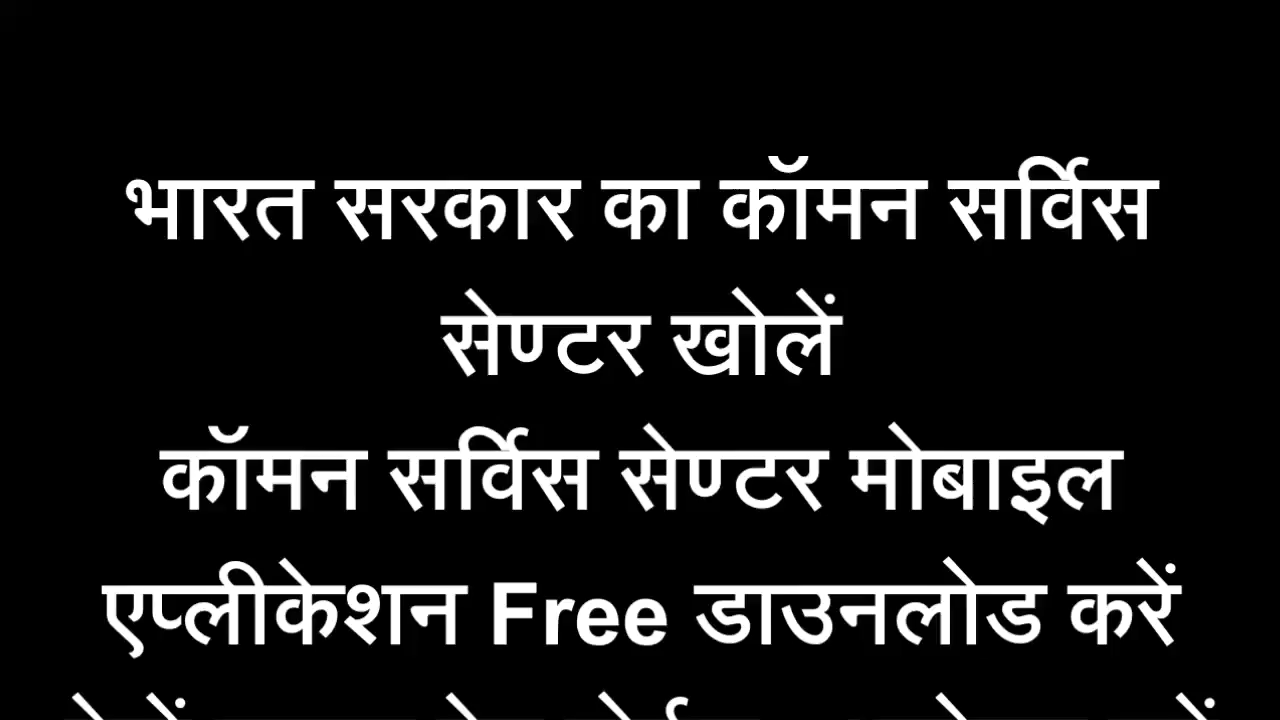 भारत सरकार का कॉमन सर्विस
सेण्टर खोलें
कॉमन सर्विस सेण्टर मोबाइल
एप्लीकेशन Free डाउनलोड करें